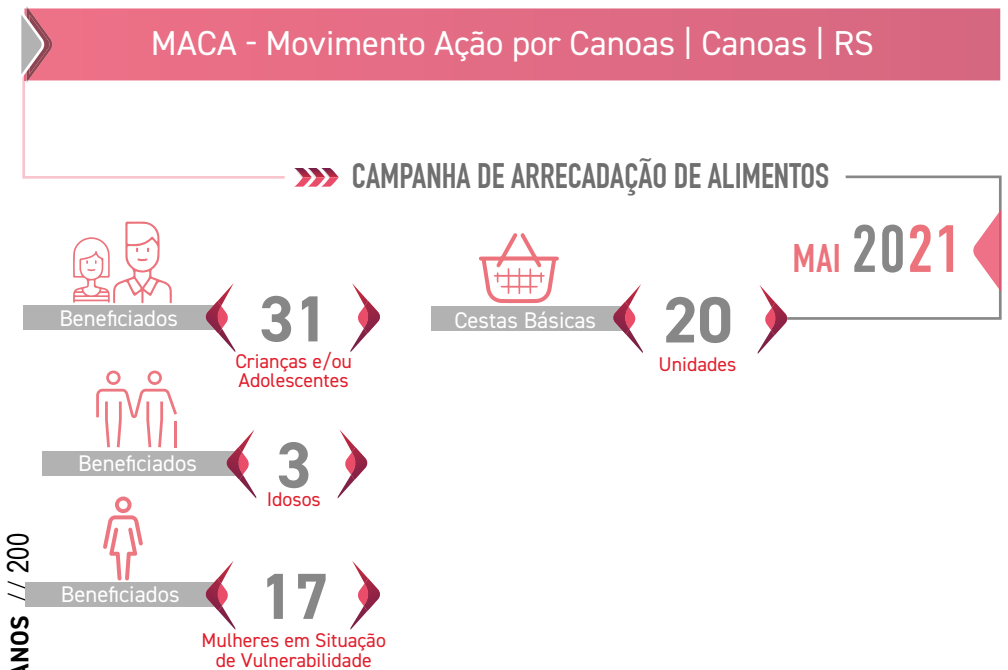 MACA - Movimento Ação por Canoas | Canoas | RS
CAMPANHA DE ARRECADAÇÃO DE ALIMENTOS
MAI 2021
Beneficiados
31
Crianças e/ou
Adolescentes
Cestas Básicas
20
Unidades
Beneficiados
3
Idosos
Beneficiados
17
Mulheres em Situação
de Vulnerabilidade
ANOS // 200